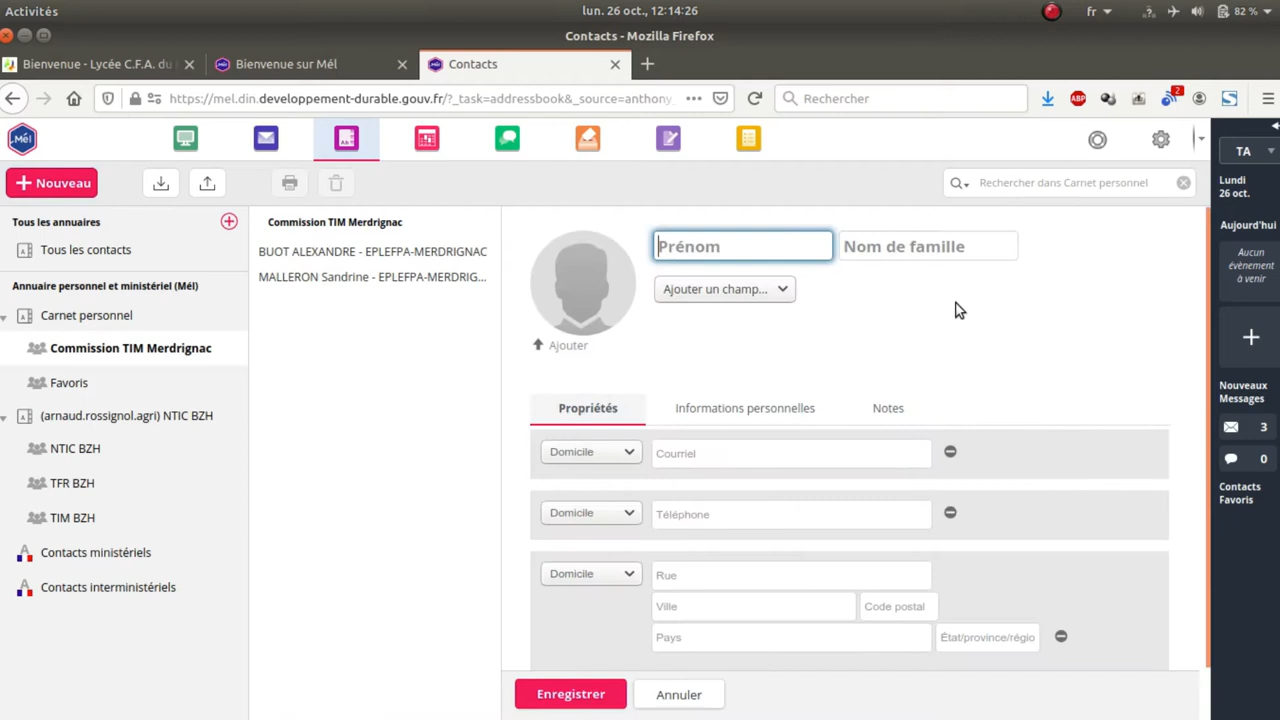 Activités
lun. 26 oct., 12:14:26
fr
82 %
Contacts - Mozilla Firefox
Bienvenue - Lycée C.F.A. du
Bienvenue sur Mél
Contacts
https://mel.din.developpement-durable.gouv.fr/?_task=addressbook&_source=anthony_
Rechercher
ABP
2
Mél
TA
Nouveau
Rechercher dans Carnet personnel
Lundi
26 oct.
Tous les annuaires
Commission TIM Merdrignac
Aujourd'hui
Tous les contacts
BUOT ALEXANDRE - EPLEFPA-MERDRIGNAC
Prénom
Nom de famille
Aucun
évènement
à venir
MALLERON Sandrine - EPLEFPA-MERDRIG...
Ajouter un champ...
Annuaire personnel et ministériel (Mél)
Carnet personnel
Commission TIM Merdrignac
Ajouter
Favoris
Nouveaux
Messages
(arnaud.rossignol.agri) NTIC BZH
Propriétés
Informations personnelles
Notes
3
NTIC BZH
Domicile
Courriel
0
TFR BZH
Contacts
Favoris
TIM BZH
Domicile
Téléphone
Contacts ministériels
Domicile
Rue
Contacts interministériels
Ville
Code postal
Pays
État/province/régio
Enregistrer
Annuler